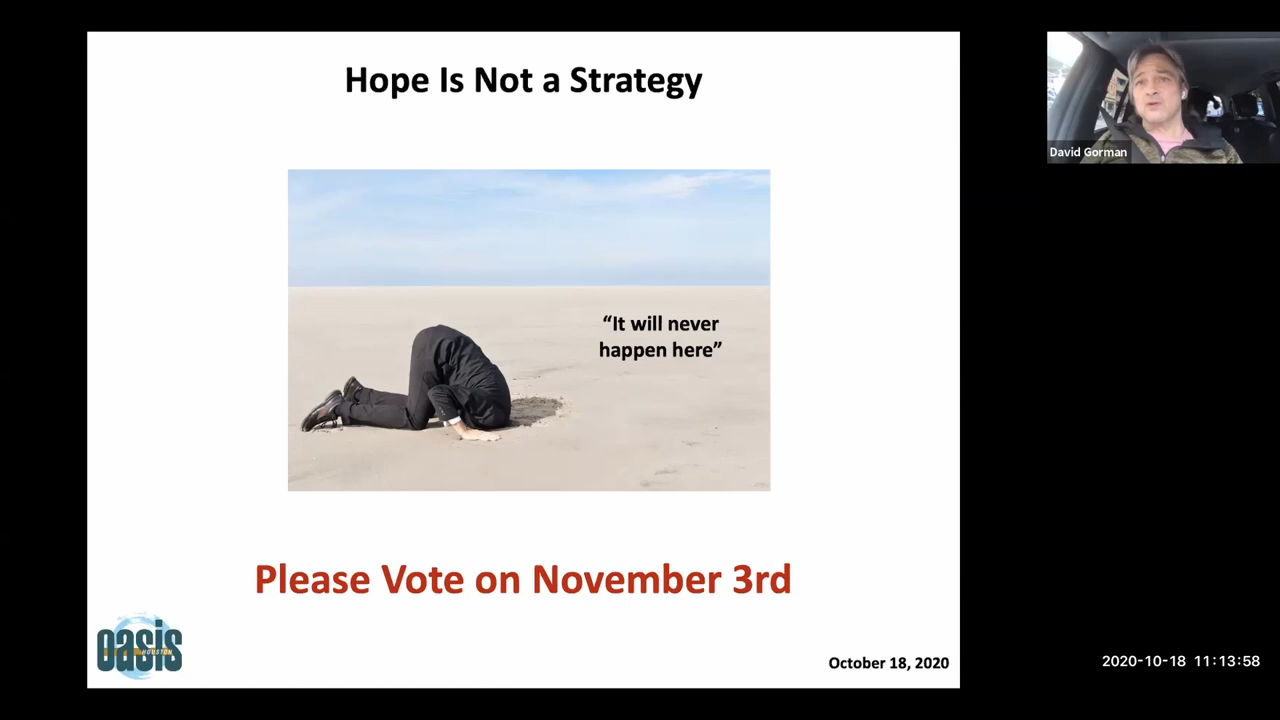 Hope Is Not a Strategy
David Gorman
“It will never
happen here”
Please Vote on November 3rd
oasis
HOUSTON
October 18, 2020
2020-10-18 11:13:58